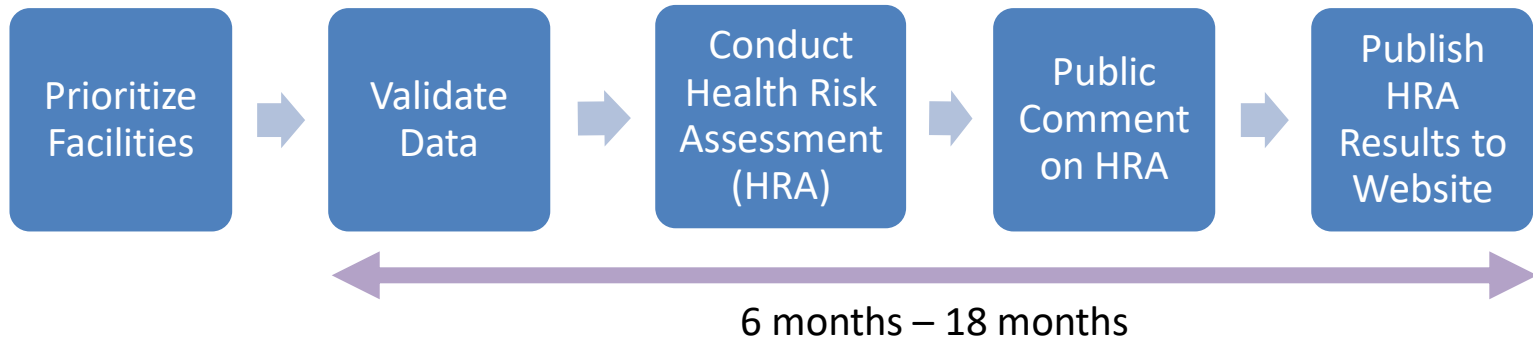 Prioritize
Facilities
Validate
Data
Conduct
Health Risk
Assessment
(HRA)
Public
Comment
on HRA
Publish
HRA
Results to
Website
6 months – 18 months